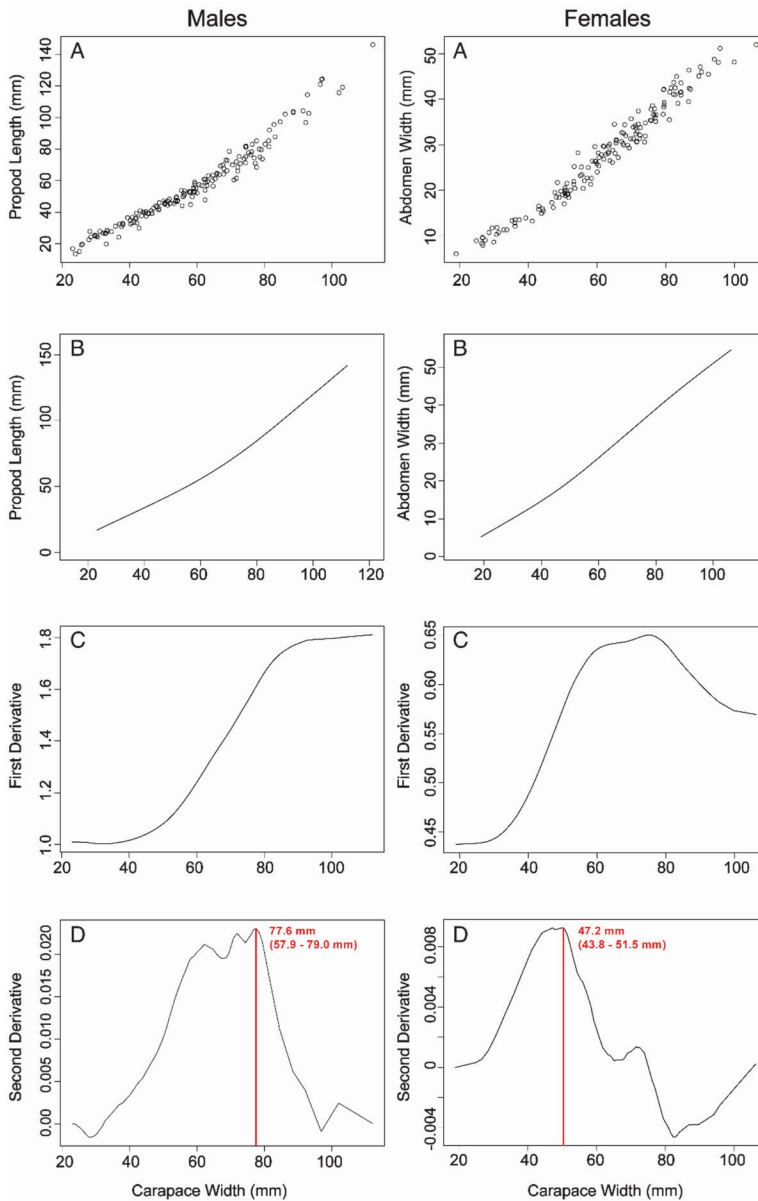 Males
Females
A
Propod Length (mm)
20 40 60 80 100 120 140
20 40 60 80 100
A
Abdomen Width (mm)
10 20 30 40 50
20 40 60 80 100
B
Propod Length (mm)
0 50 100 150
20 40 60 80 100 120
B
Abdomen Width (mm)
0 10 20 30 40 50
20 40 60 80 100
C
First Derivative
1.0 1.2 1.4 1.6 1.8
20 40 60 80 100
C
First Derivative
0.45 0.50 0.55 0.60 0.65
20 40 60 80 100
D
77.6 mm
(57.9 - 79.0 mm)
Second Derivative
0.00 0.005 0.010 0.015 0.020
20 40 60 80 100
Carapace Width (mm)
D
47.2 mm
(43.8 - 51.5 mm)
Second Derivative
-0.004 0 0.004 0.008
20 40 60 80 100
Carapace Width (mm)